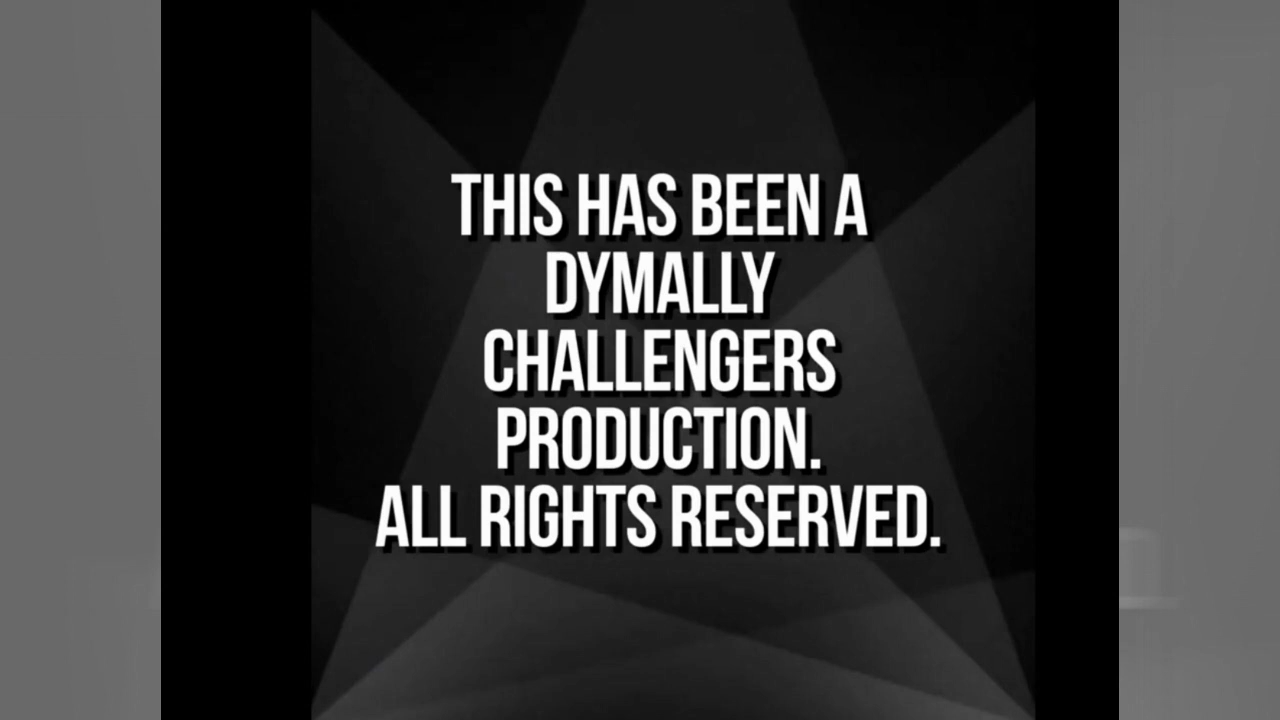 THIS HAS BEEN A
DYMALLY
CHALLENGERS
PRODUCTION.
ALL RIGHTS RESERVED.